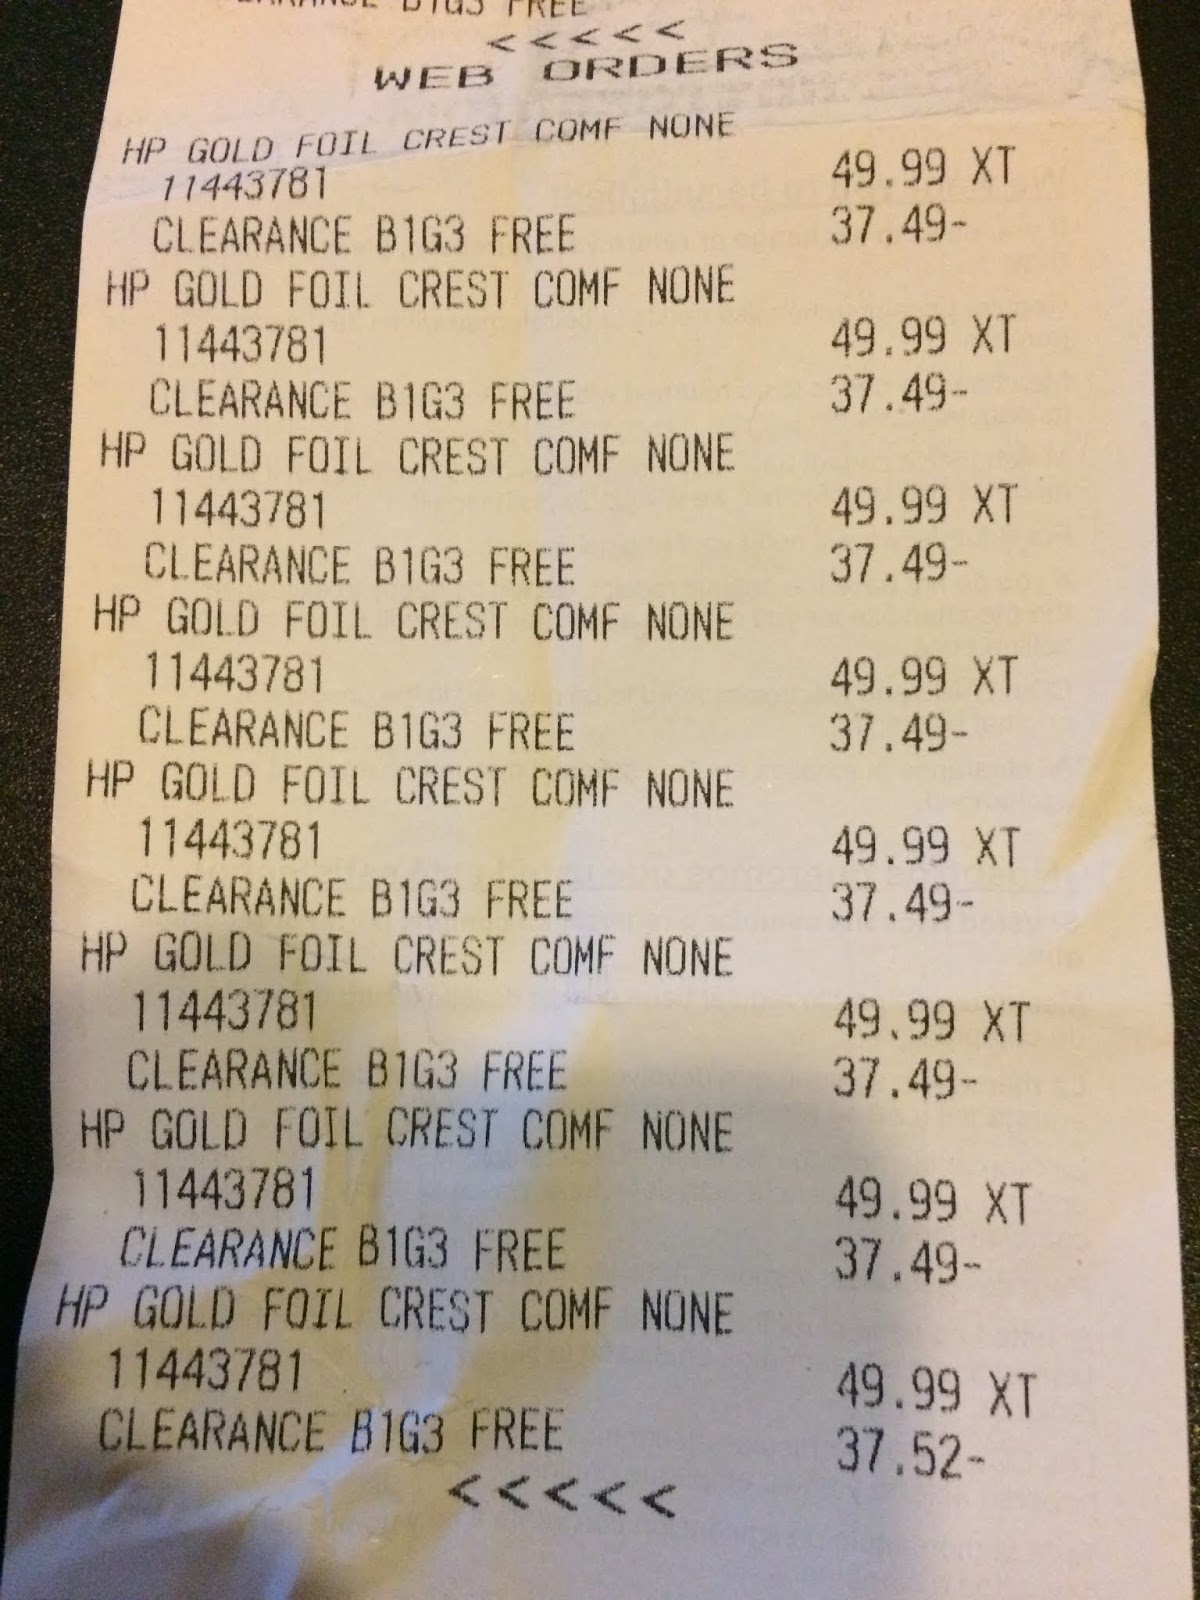 CLEARANCE B1G3 FREE
<<<<<
WEB ORDERS
HP GOLD FOIL CREST COMF NONE
11443781 49.99 XT
CLEARANCE B1G3 FREE 37.49-
HP GOLD FOIL CREST COMF NONE
11443781 49.99 XT
CLEARANCE B1G3 FREE 37.49-
HP GOLD FOIL CREST COMF NONE
11443781 49.99 XT
CLEARANCE B1G3 FREE 37.49-
HP GOLD FOIL CREST COMF NONE
11443781 49.99 XT
CLEARANCE B1G3 FREE 37.49-
HP GOLD FOIL CREST COMF NONE
11443781 49.99 XT
CLEARANCE B1G3 FREE 37.49-
HP GOLD FOIL CREST COMF NONE
11443781 49.99 XT
CLEARANCE B1G3 FREE 37.49-
HP GOLD FOIL CREST COMF NONE
11443781 49.99 XT
CLEARANCE B1G3 FREE 37.49-
HP GOLD FOIL CREST COMF NONE
11443781 49.99 XT
CLEARANCE B1G3 FREE 37.52-
<<<<<